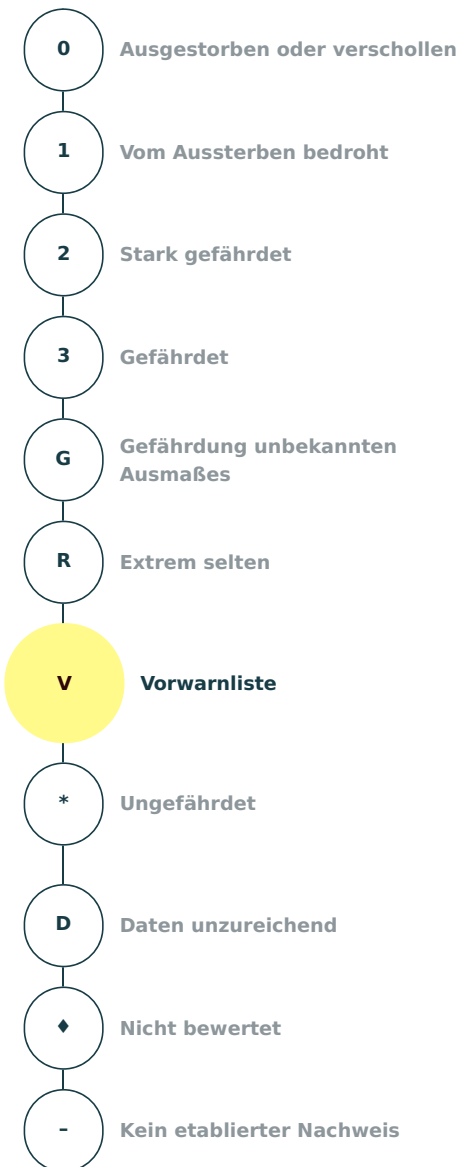 0 Ausgestorben oder verschollen
1 Vom Aussterben bedroht
2 Stark gefährdet
3 Gefährdet
G Gefährdung unbekannten
Ausmaßes
R Extrem selten
V Vorwarnliste
* Ungefährdet
D Daten unzureichend
♦ Nicht bewertet
– Kein etablierter Nachweis